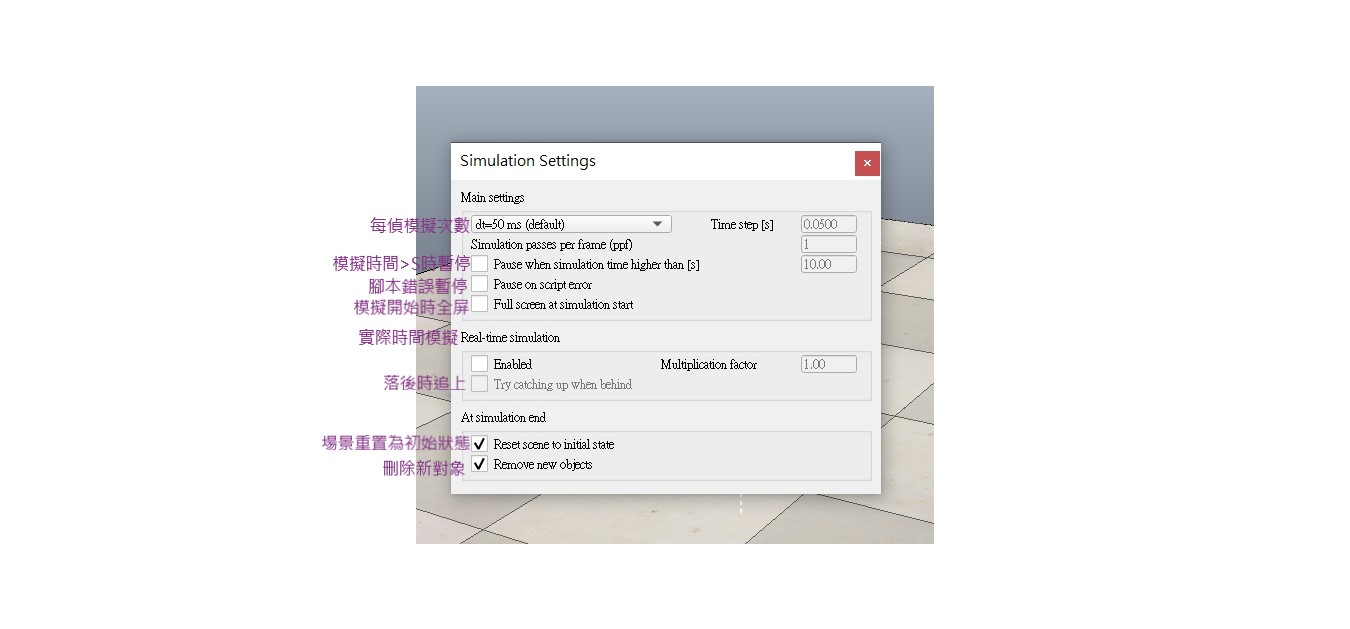 Simulation Settings
Main settings
每偵模擬次數 dt=50 ms (default) Time step [s] 0.0500
Simulation passes per frame (ppf) 1
模擬時間>S時暫停 Pause when simulation time higher than [s] 10.00
腳本錯誤暫停 Pause on script error
模擬開始時全屏 Full screen at simulation start
實際時間模擬 Real-time simulation
Enabled Multiplication factor 1.00
落後時追上 Try catching up when behind
At simulation end
場景重置為初始狀態 Reset scene to initial state
刪除新對象 Remove new objects